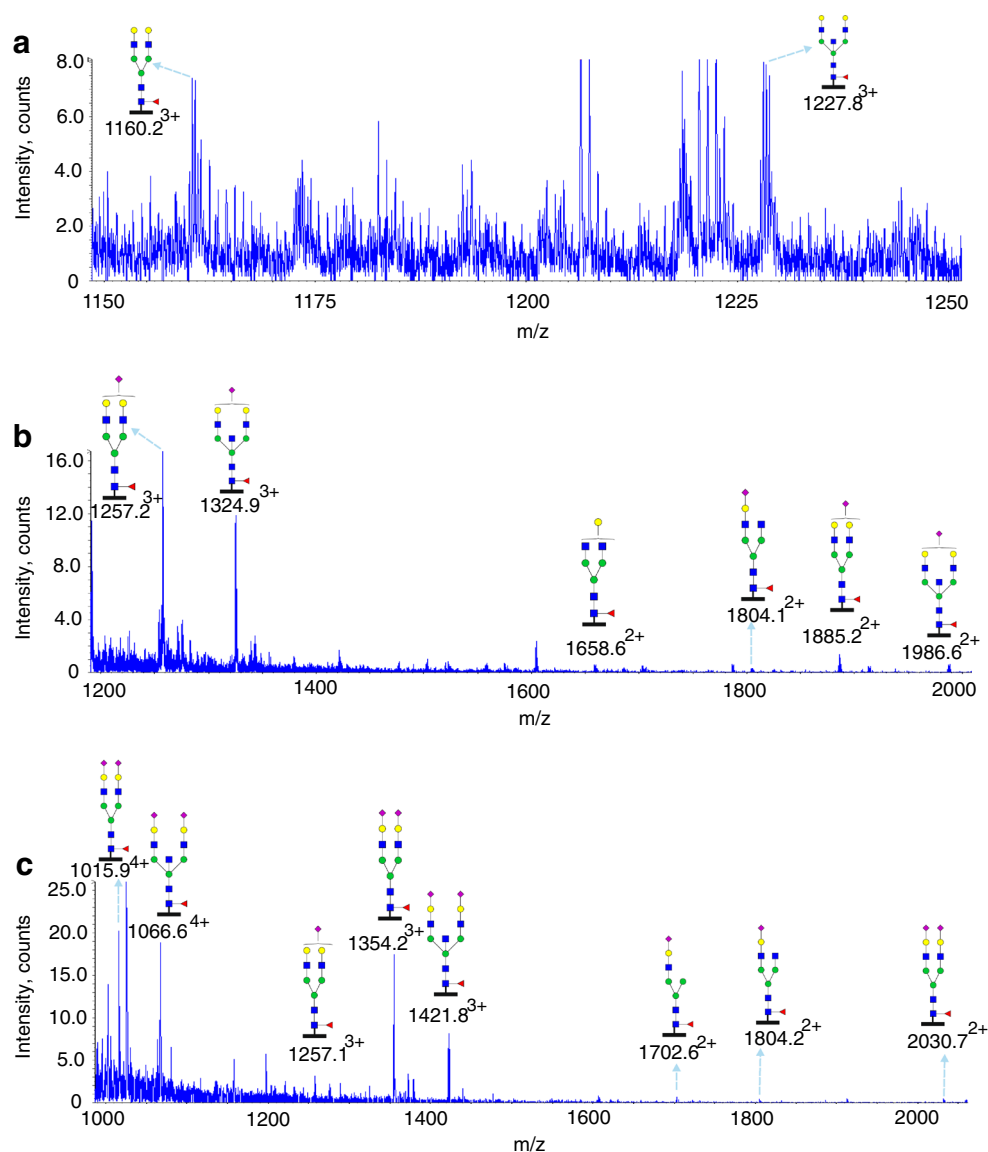 a
8.0
6.0
4.0
2.0
0
Intensity, counts
1160.2 3+
1227.8 3+
1150 1175 1200 1225 1250
m/z
b
16.0
12.0
8.0
4.0
0
Intensity, counts
1257.2 3+
1324.9 3+
1658.6 2+
1804.1 2+
1885.2 2+
1986.6 2+
1200 1400 1600 1800 2000
m/z
c
25.0
20.0
15.0
10.0
5.0
0
Intensity, counts
1015.9 4+
1066.6 4+
1257.1 3+
1354.2 3+
1421.8 3+
1702.6 2+
1804.2 2+
2030.7 2+
1000 1200 1400 1600 1800 2000
m/z